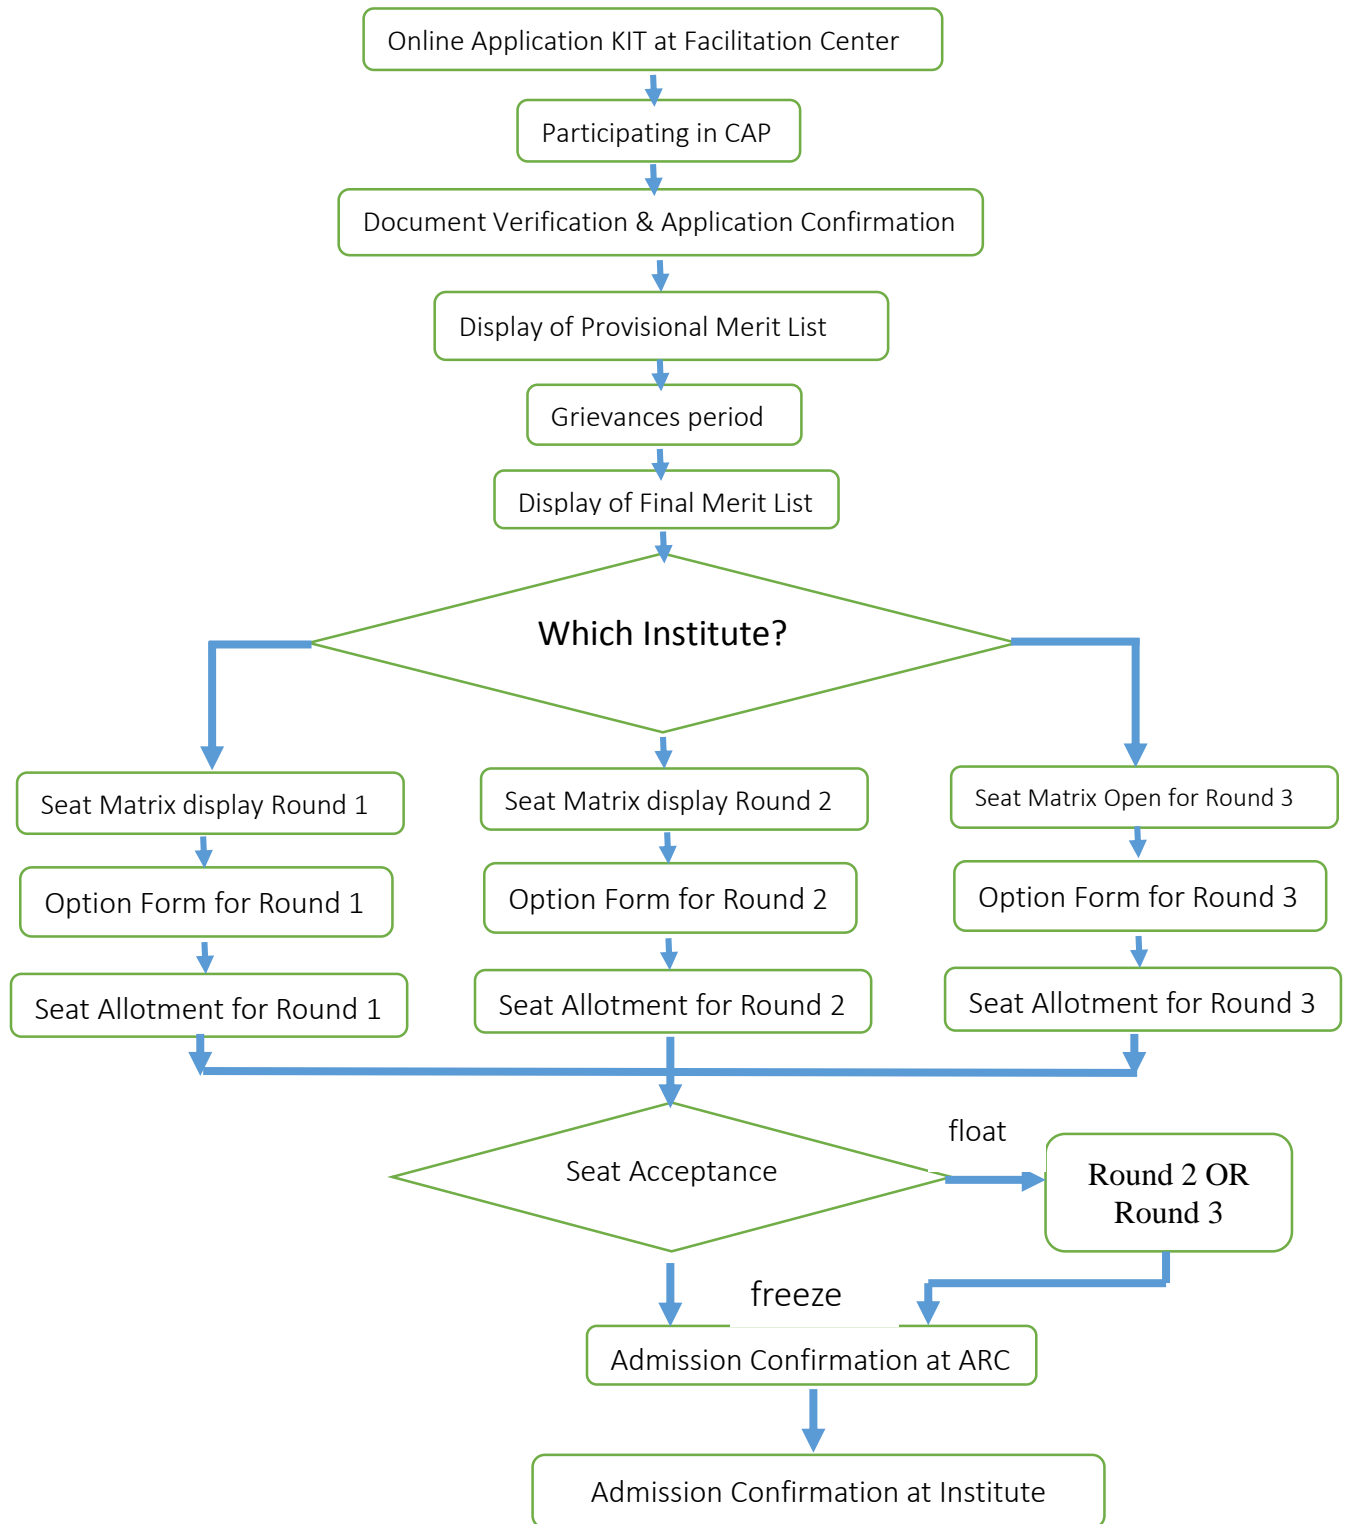 Online Application KIT at Facilitation Center
Participating in CAP
Document Verification & Application Confirmation
Display of Provisional Merit List
Grievances period
Display of Final Merit List
Which Institute?
Seat Matrix display Round 1
Seat Matrix display Round 2
Seat Matrix Open for Round 3
Option Form for Round 1
Option Form for Round 2
Option Form for Round 3
Seat Allotment for Round 1
Seat Allotment for Round 2
Seat Allotment for Round 3
float
Seat Acceptance
Round 2 OR
Round 3
freeze
Admission Confirmation at ARC
Admission Confirmation at Institute